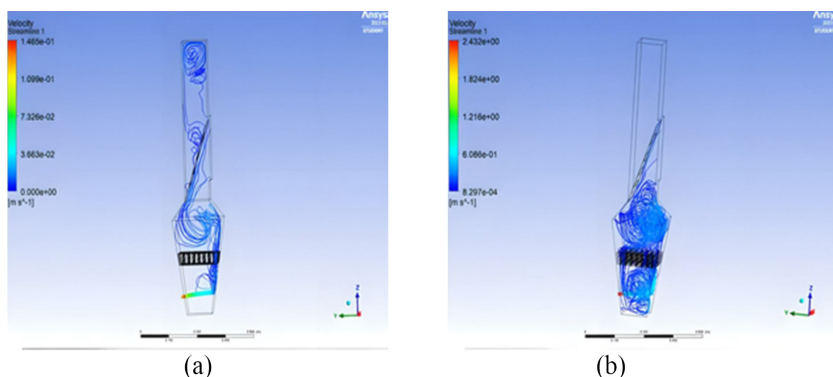 Velocity
Streamline 1
1.465e-01
1.099e-01
7.326e-02
3.663e-02
0.000e+00
[m s^-1]
Z
Y
(a)
Velocity
Streamline 1
2.432e+00
1.824e+00
1.216e+00
6.086e-01
8.297e-04
[m s^-1]
Z
Y
(b)